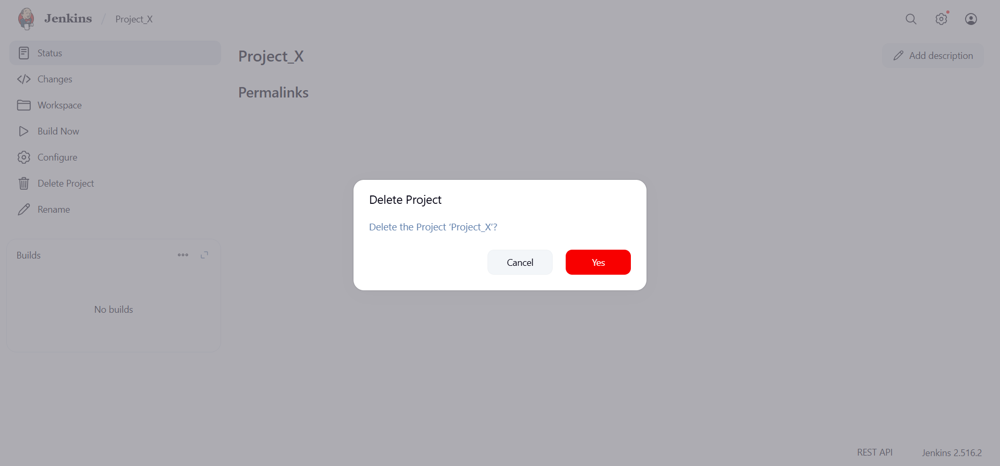 Jenkins / Project_X
Status
Changes
Workspace
Build Now
Configure
Delete Project
Rename
Builds
No builds
Project_X
Add description
Permalinks
Delete Project
Delete the Project ‘Project_X’?
Cancel
Yes
REST API
Jenkins 2.516.2